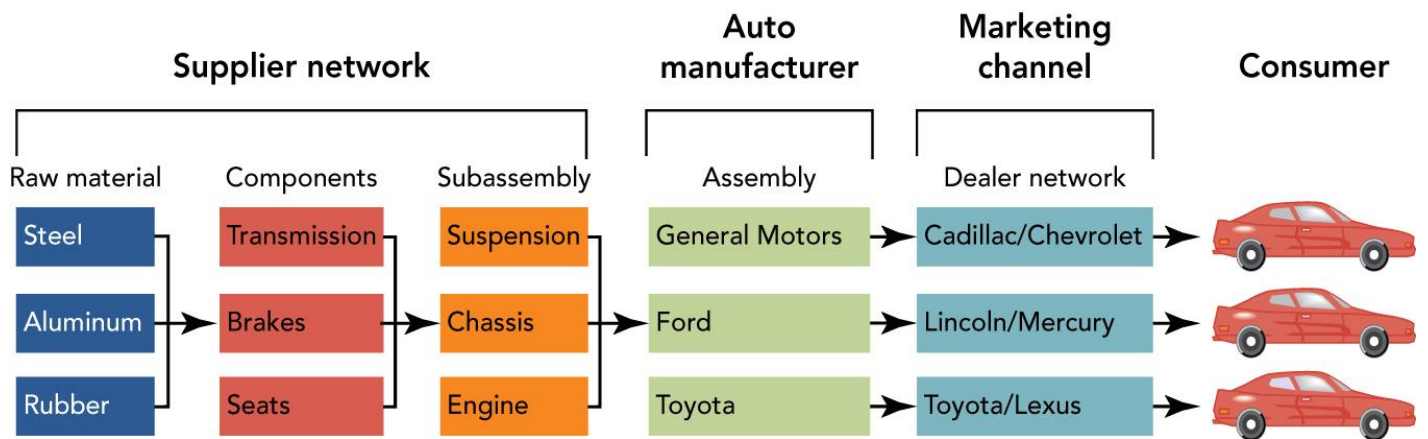 Supplier network
Auto
manufacturer
Marketing
channel
Consumer
Raw material
Components
Subassembly
Assembly
Dealer network
Steel
Transmission
Suspension
General Motors
Cadillac/Chevrolet
Aluminum
Brakes
Chassis
Ford
Lincoln/Mercury
Rubber
Seats
Engine
Toyota
Toyota/Lexus